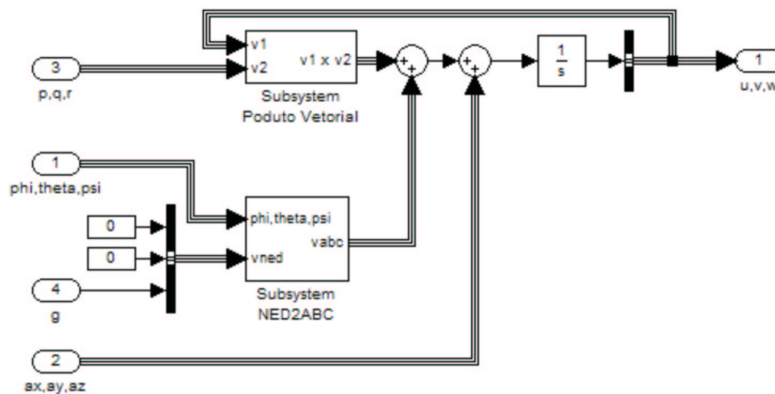 v1
v2
v1 x v2
Subsystem
Poduto Vetorial
3
p,q,r
+
+
+
+
1
s
1
u,v,w
1
phi,theta,psi
0
0
4
g
phi,theta,psi
vned
vabc
Subsystem
NED2ABC
2
ax,ay,az